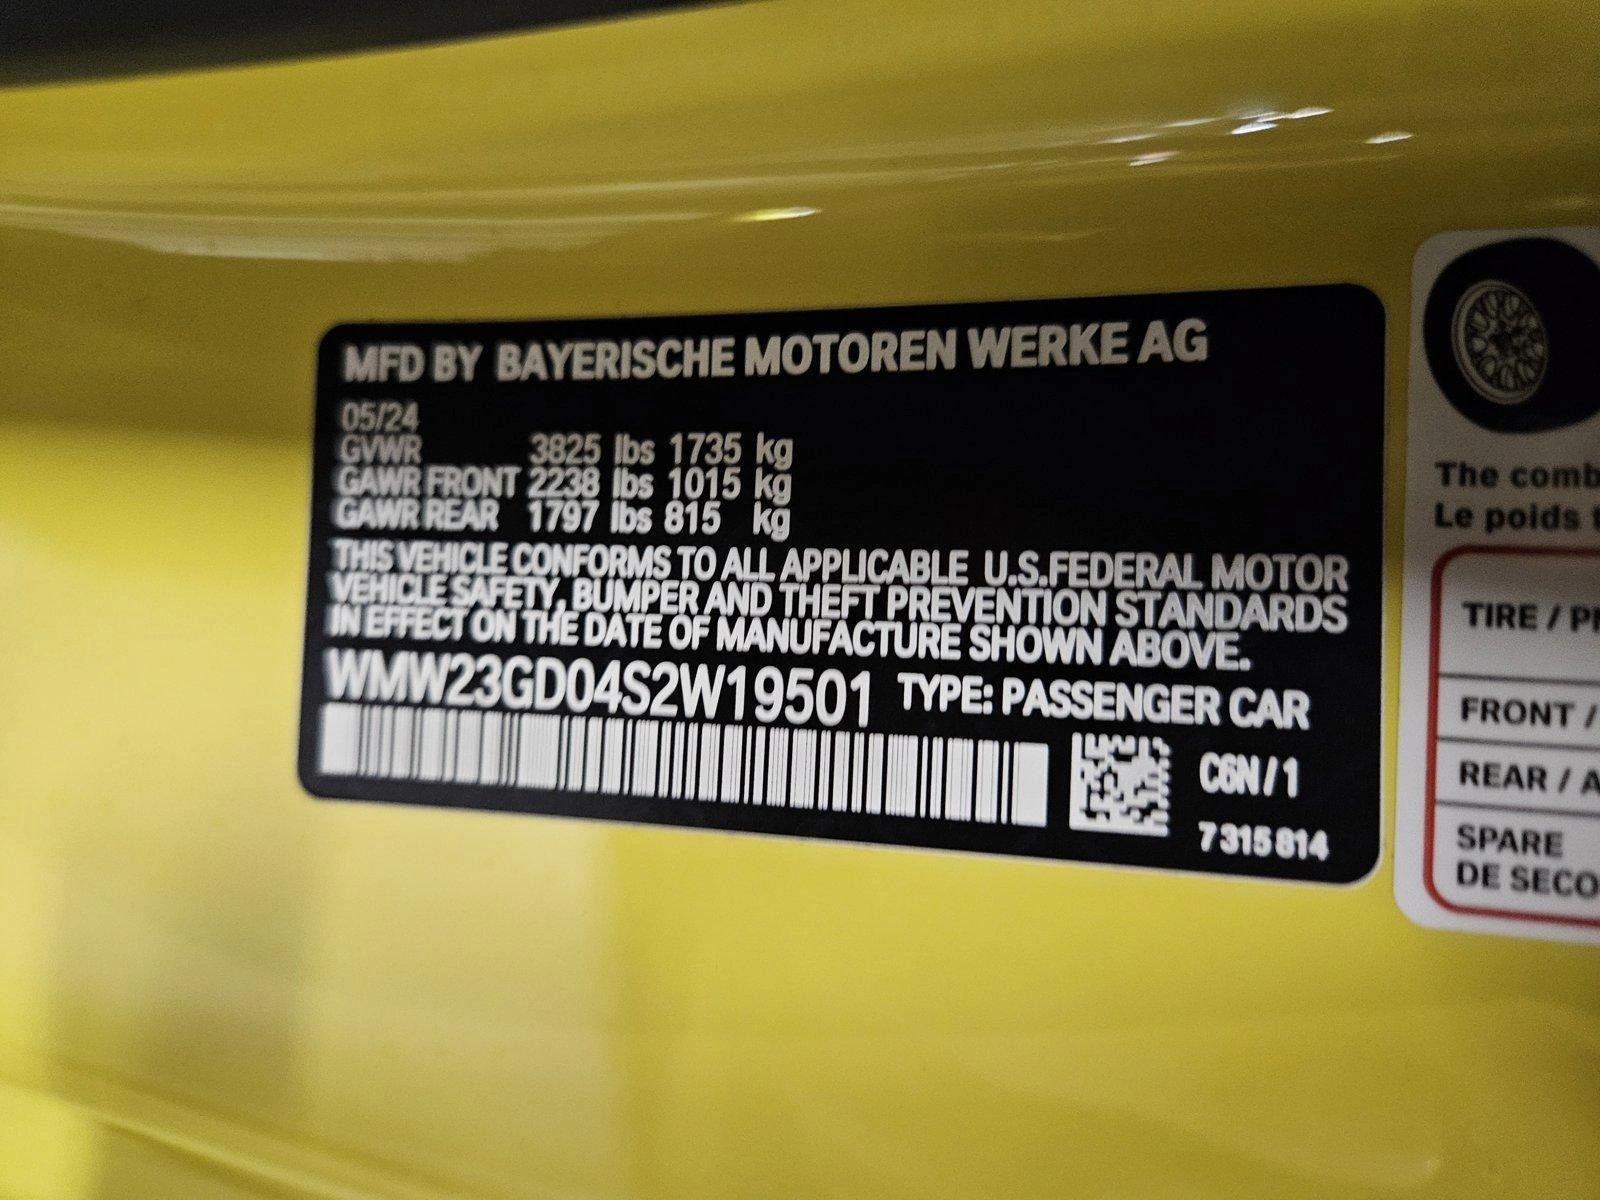 MFD BY BAYERISCHE MOTOREN WERKE AG
05/24
GVWR 3825 lbs 1735 kg
GAWR FRONT 2238 lbs 1015 kg
GAWR REAR 1797 lbs 815 kg
THIS VEHICLE CONFORMS TO ALL APPLICABLE U.S.FEDERAL MOTOR
VEHICLE SAFETY, BUMPER AND THEFT PREVENTION STANDARDS
IN EFFECT ON THE DATE OF MANUFACTURE SHOWN ABOVE.
WMW23GD04S2W19501 TYPE: PASSENGER CAR
C6N/1
7 315 814
The comb
Le poids t
TIRE / PN
FRONT /
REAR / A
SPARE
DE SECO